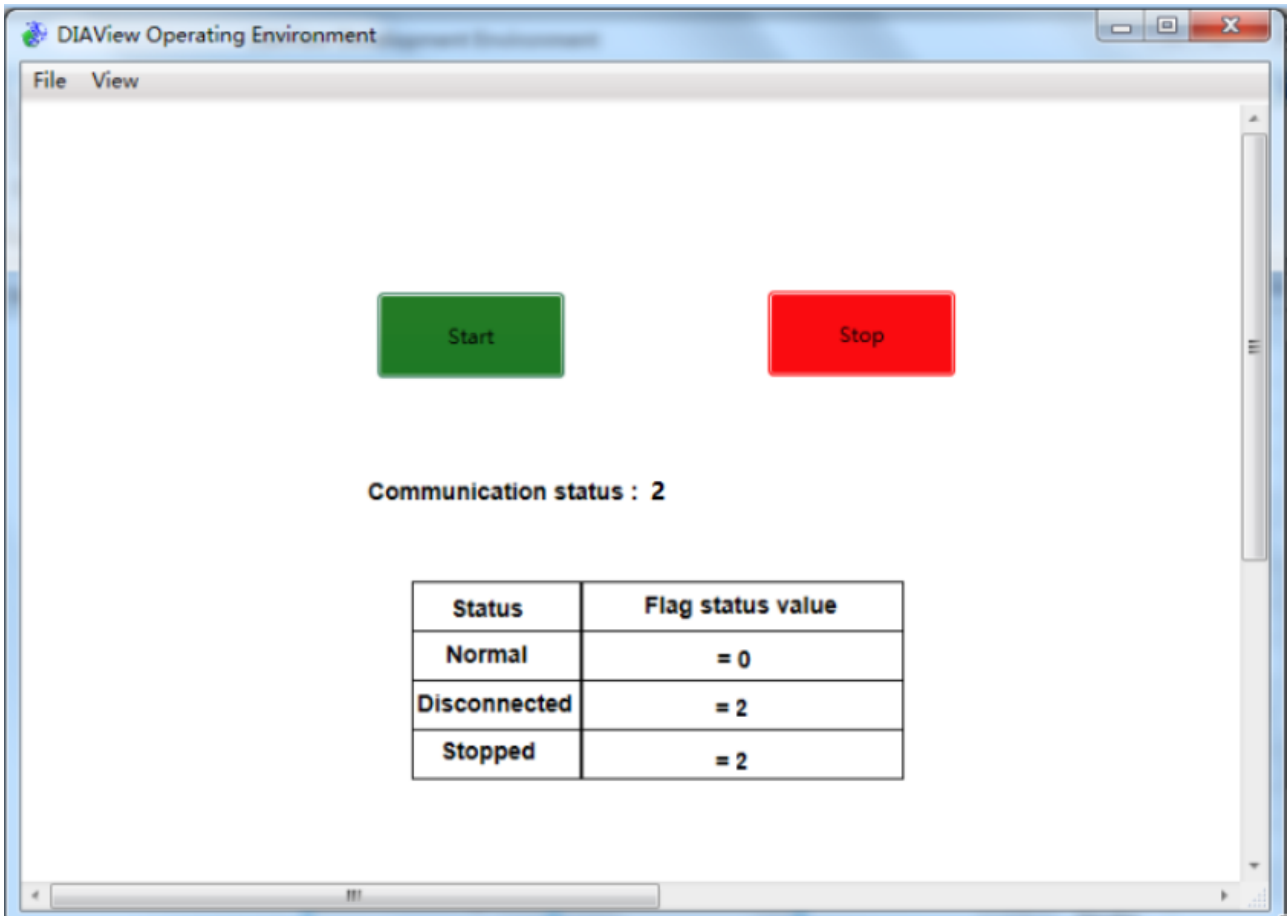 DIAView Operating Environment
File View
Start Stop
Communication status : 2
Status Flag status value
Normal = 0
Disconnected = 2
Stopped = 2